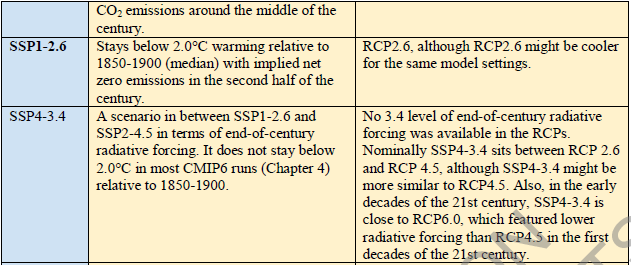 CO₂ emissions around the middle of the
century.
SSP1-2.6
Stays below 2.0°C warming relative to
1850-1900 (median) with implied net
zero emissions in the second half of the
century.
RCP2.6, although RCP2.6 might be cooler
for the same model settings.
SSP4-3.4
A scenario in between SSP1-2.6 and
SSP2-4.5 in terms of end-of-century
radiative forcing. It does not stay below
2.0°C in most CMIP6 runs (Chapter 4)
relative to 1850-1900.
No 3.4 level of end-of-century radiative
forcing was available in the RCPs.
Nominally SSP4-3.4 sits between RCP 2.6
and RCP 4.5, although SSP4-3.4 might be
more similar to RCP4.5. Also, in the early
decades of the 21st century, SSP4-3.4 is
close to RCP6.0, which featured lower
radiative forcing than RCP4.5 in the first
decades of the 21st century.